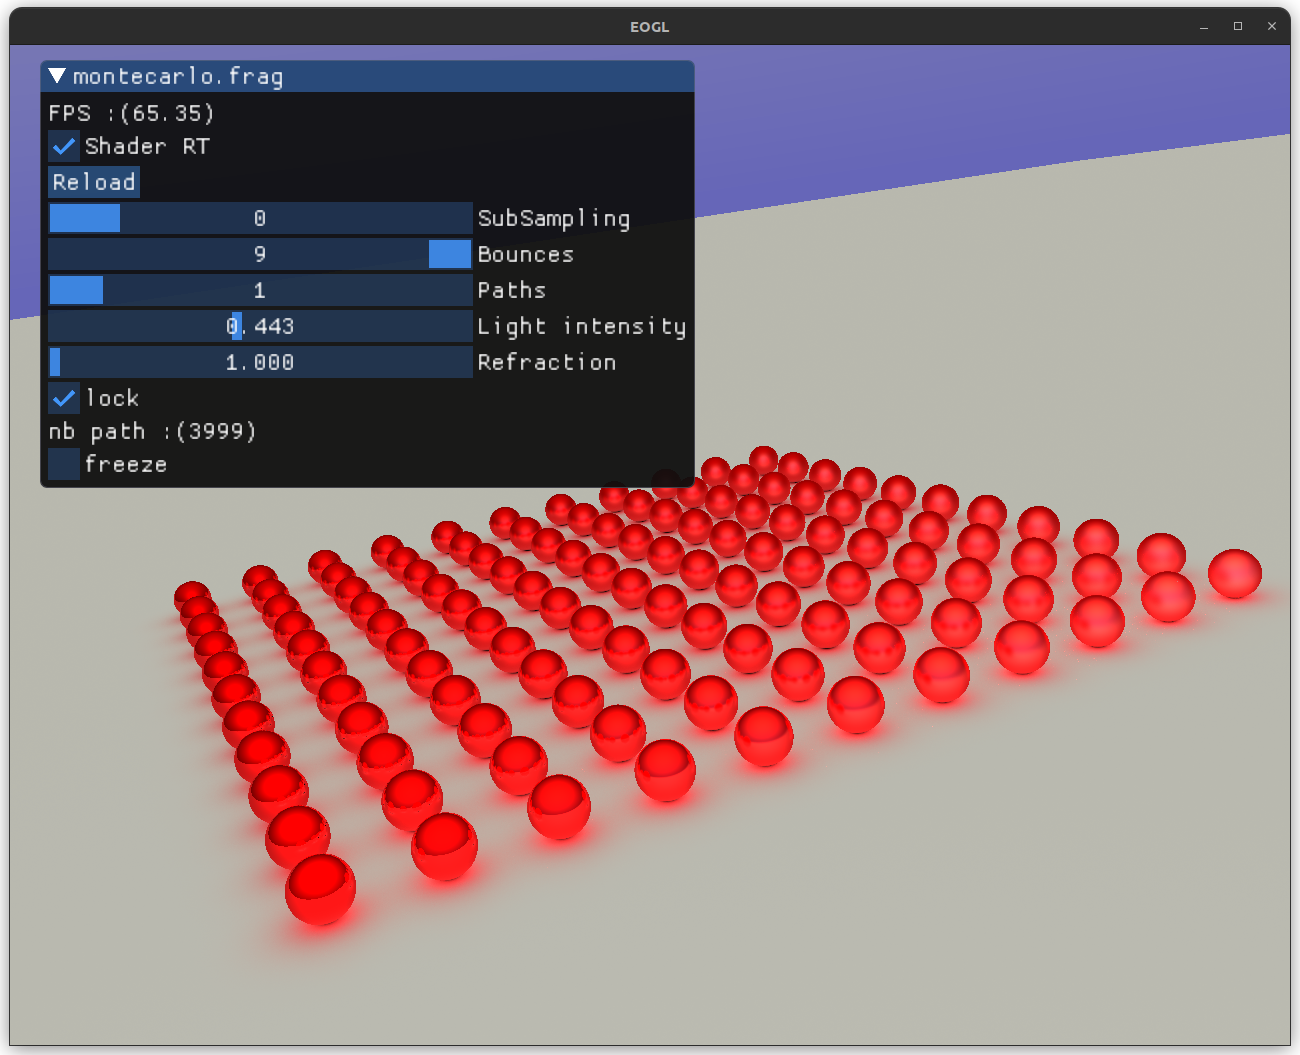 EOGL
montecarlo.frag
FPS :(65.35)
Shader RT
Reload
0 SubSampling
9 Bounces
1 Paths
0.443 Light intensity
1.000 Refraction
lock
nb path :(3999)
freeze